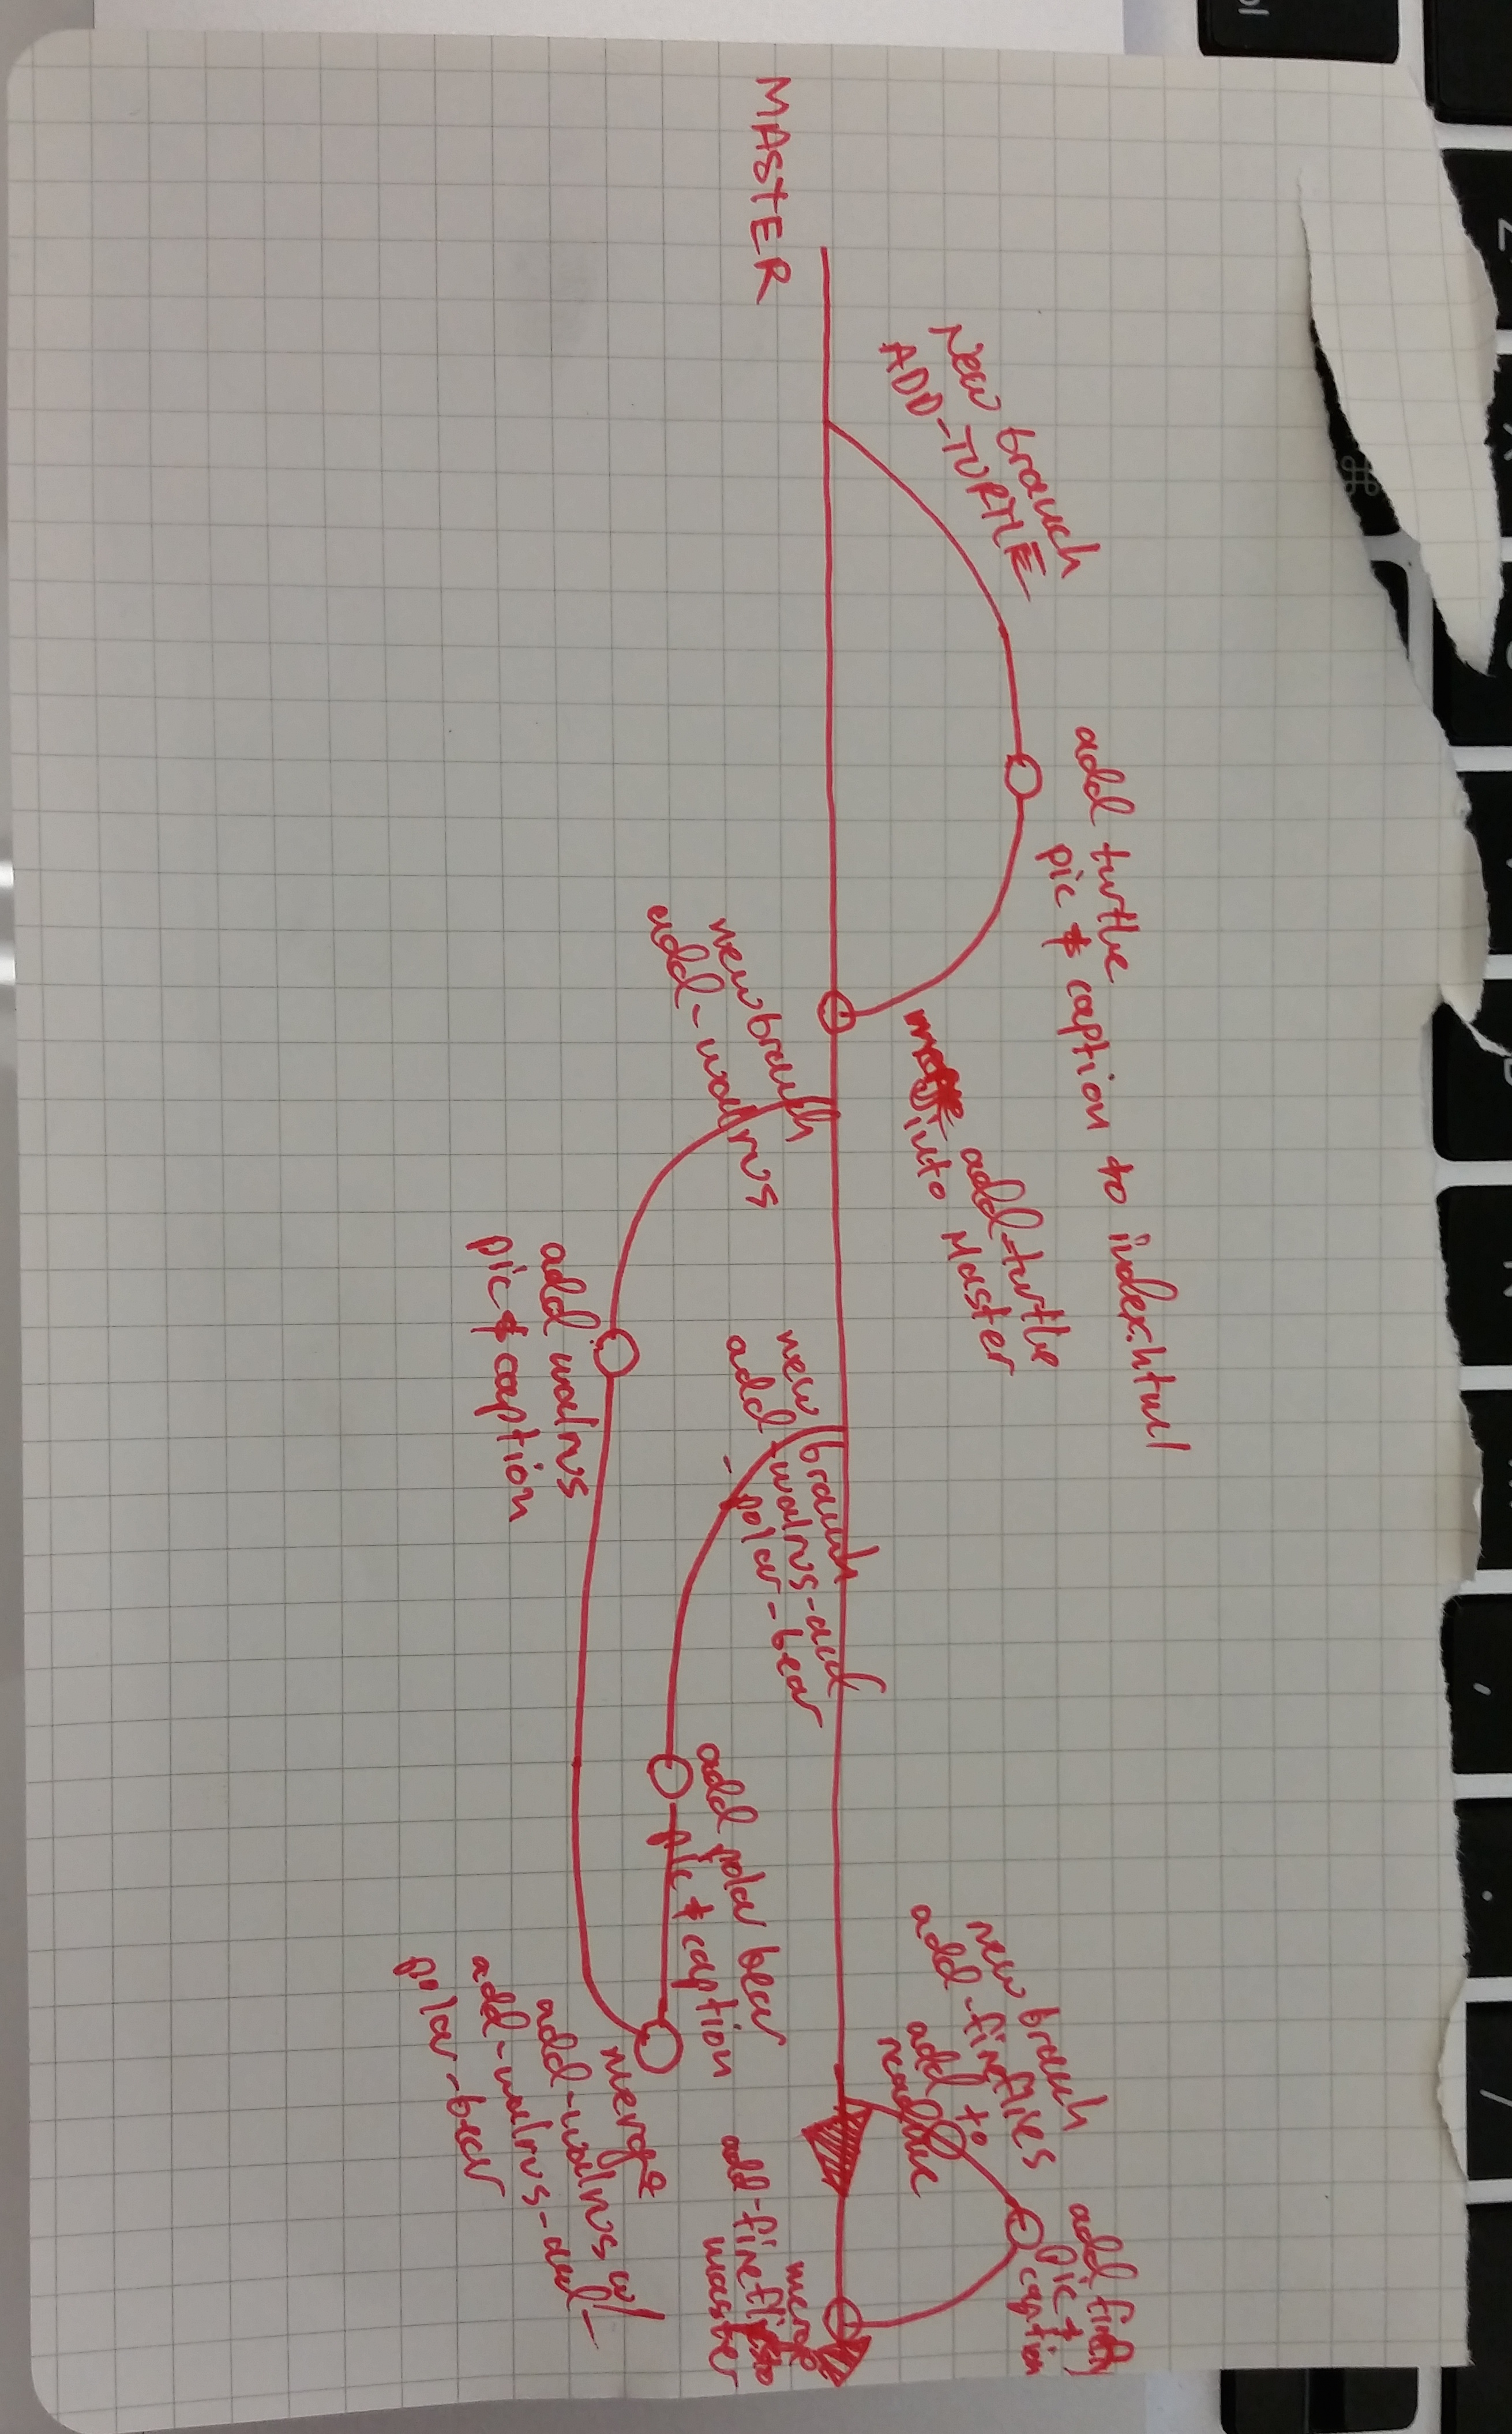 MASTER
New branch
ADD-TURTLE
add turtle
pic & caption to index.html
merge add-turtle
into Master
new branch
add-walrus
add walrus
pic & caption
new branch
add-walrus-and
-polar-bear
add polar bear
pic & caption
merge
add-walrus w/
add-walrus-and-
polar-bear
new branch
add-fireflies
add to
readme
add firefly
pic &
caption
merge
add-fireflies
master